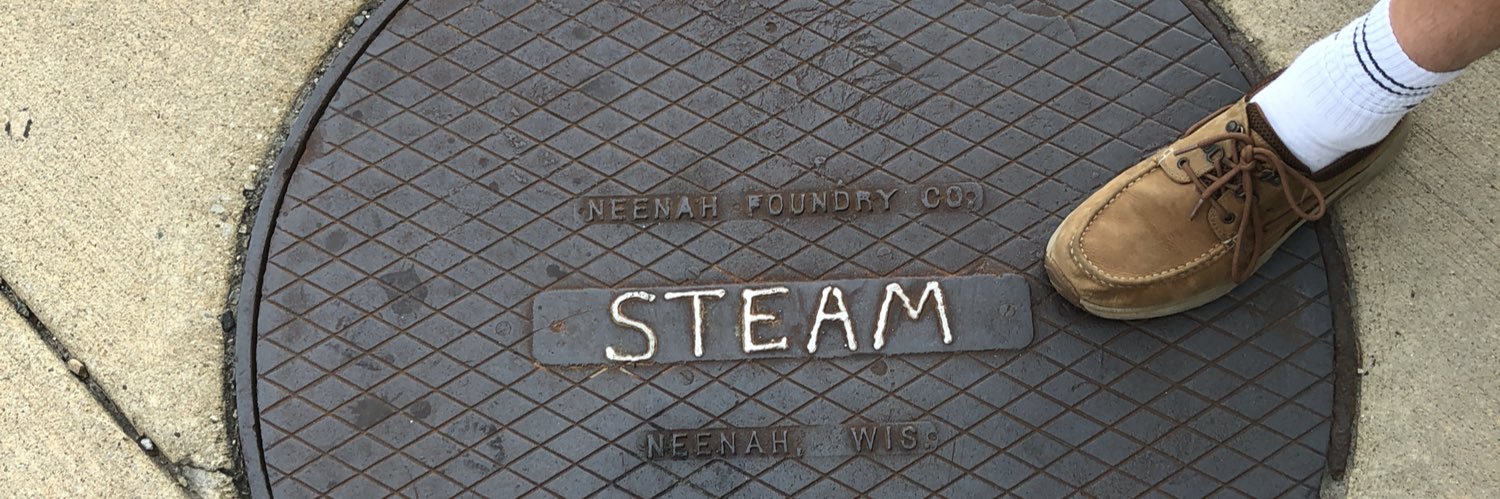 NEENAH FOUNDRY CO.
STEAM
NEENAH, WIS.